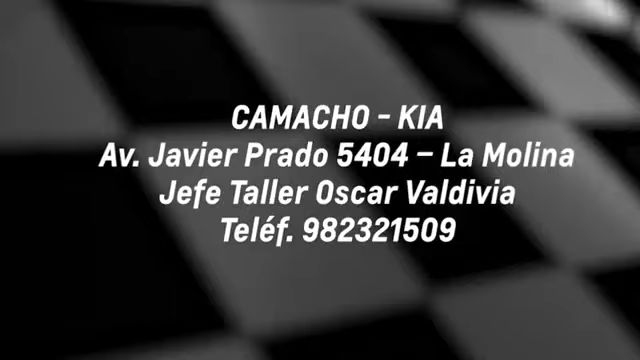 CAMACHO - KIA
Av. Javier Prado 5404 – La Molina
Jefe Taller Oscar Valdivia
Teléf. 982321509